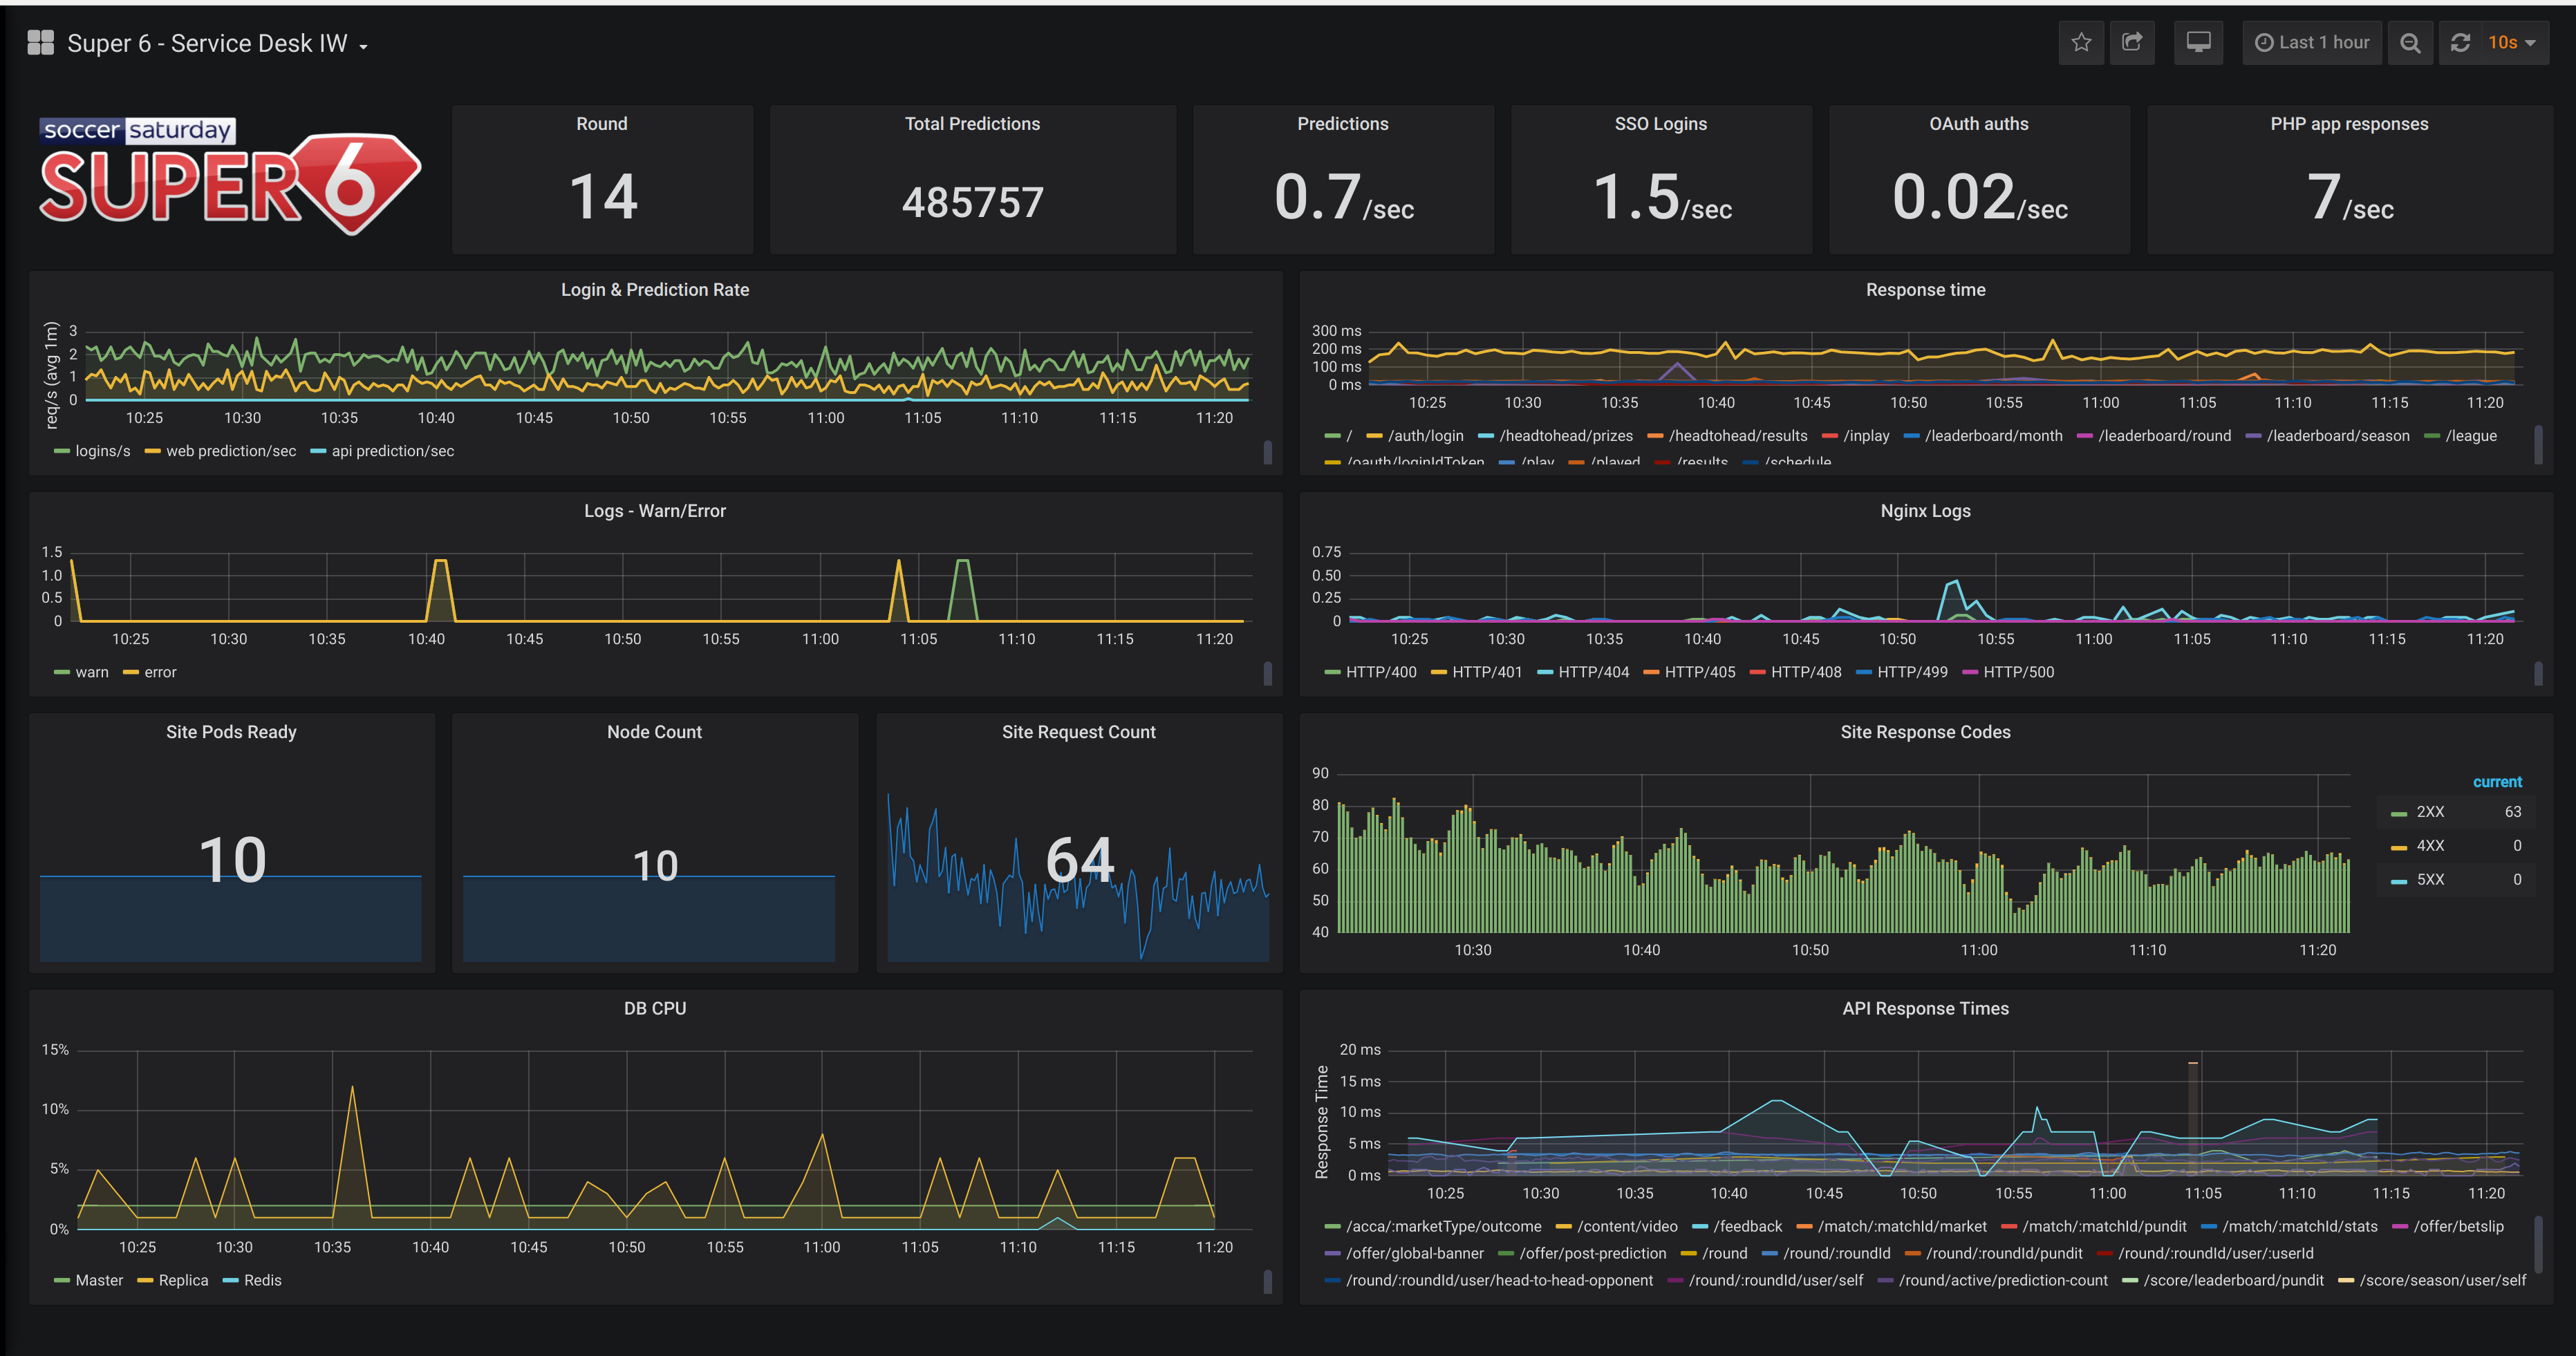 Super 6 - Service Desk IW
Last 1 hour
10s
soccer saturday
SUPER 6
Round
14
Total Predictions
485757
Predictions
0.7/sec
SSO Logins
1.5/sec
OAuth auths
0.02/sec
PHP app responses
7/sec
Login & Prediction Rate
req/s (avg 1m)
3
2
1
0
10:25 10:30 10:35 10:40 10:45 10:50 10:55 11:00 11:05 11:10 11:15 11:20
logins/s web prediction/sec api prediction/sec
Response time
300 ms
200 ms
100 ms
0 ms
10:25 10:30 10:35 10:40 10:45 10:50 10:55 11:00 11:05 11:10 11:15 11:20
/ /auth/login /headtohead/prizes /headtohead/results /inplay /leaderboard/month /leaderboard/round /leaderboard/season /league
/oauth/loginIdToken /play /played /results /schedule
Logs - Warn/Error
1.5
1.0
0.5
0
10:25 10:30 10:35 10:40 10:45 10:50 10:55 11:00 11:05 11:10 11:15 11:20
warn error
Nginx Logs
0.75
0.50
0.25
0
10:25 10:30 10:35 10:40 10:45 10:50 10:55 11:00 11:05 11:10 11:15 11:20
HTTP/400 HTTP/401 HTTP/404 HTTP/405 HTTP/408 HTTP/499 HTTP/500
Site Pods Ready
10
Node Count
10
Site Request Count
64
Site Response Codes
90
80
70
60
50
40
10:30 10:40 10:50 11:00 11:10 11:20
current
2XX 63
4XX 0
5XX 0
DB CPU
15%
10%
5%
0%
10:25 10:30 10:35 10:40 10:45 10:50 10:55 11:00 11:05 11:10 11:15 11:20
Master Replica Redis
API Response Times
Response Time
20 ms
15 ms
10 ms
5 ms
0 ms
10:25 10:30 10:35 10:40 10:45 10:50 10:55 11:00 11:05 11:10 11:15 11:20
/acca/:marketType/outcome /content/video /feedback /match/:matchId/market /match/:matchId/pundit /match/:matchId/stats /offer/betslip
/offer/global-banner /offer/post-prediction /round /round/:roundId /round/:roundId/pundit /round/:roundId/user/:userId
/round/:roundId/user/head-to-head-opponent /round/:roundId/user/self /round/active/prediction-count /score/leaderboard/pundit /score/season/user/self